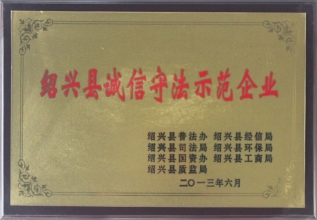 绍兴县诚信守法示范企业
绍兴县普法办 绍兴县经信局
绍兴县司法局 绍兴县环保局
绍兴县国资办 绍兴县工商局
绍兴县质监局
二〇一三年六月